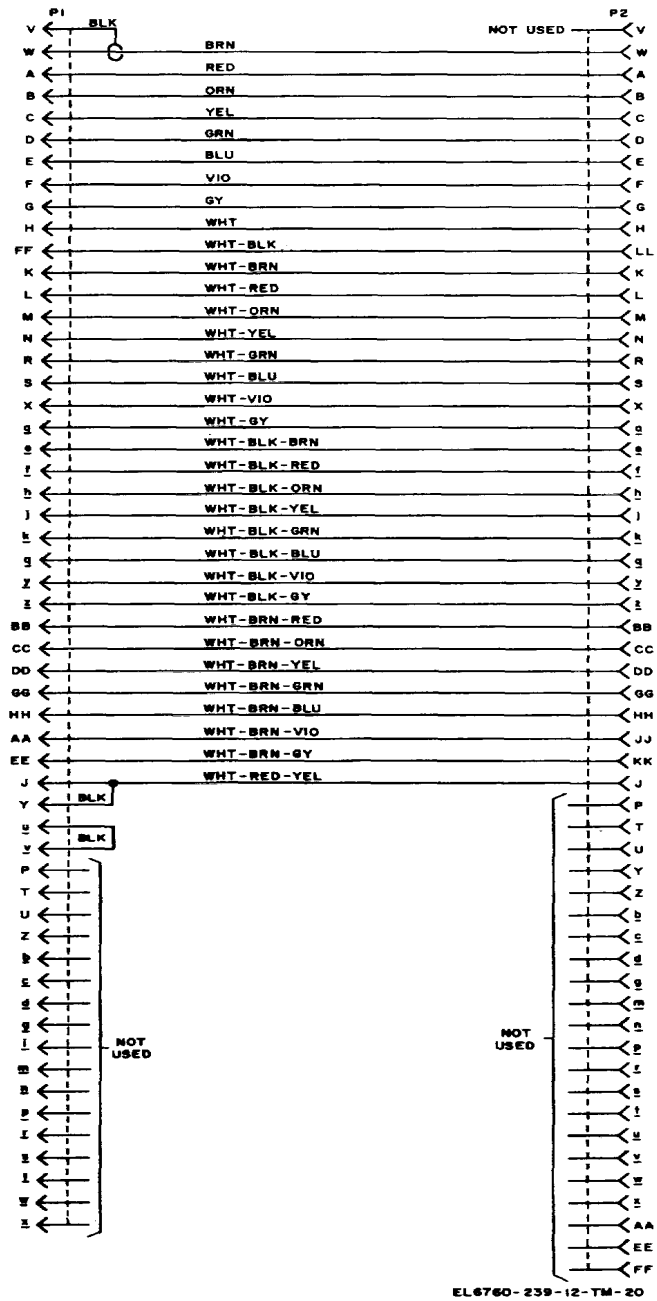 P1 P2
V BLK NOT USED V
W BRN W
A RED A
B ORN B
C YEL C
D GRN D
E BLU E
F VIO F
G GY G
H WHT H
FF WHT-BLK LL
K WHT-BRN K
L WHT-RED L
M WHT-ORN M
N WHT-YEL N
R WHT-GRN R
S WHT-BLU S
X WHT-VIO X
WHT-GY
WHT-BLK-BRN
f WHT-BLK-RED f
h WHT-BLK-ORN h
j WHT-BLK-YEL j
k WHT-BLK-GRN k
q WHT-BLK-BLU q
y WHT-BLK-VIO y
z WHT-BLK-GY z
BB WHT-BRN-RED BB
CC WHT-BRN-ORN CC
DD WHT-BRN-YEL DD
GG WHT-BRN-GRN GG
HH WHT-BRN-BLU HH
AA WHT-BRN-VIO JJ
EE WHT-BRN-GY KK
J WHT-RED-YEL J
Y BLK P
u T
v BLK U
P Y
T Z
U b
Z c
d
c
d m
n
NOT USED
NOT USED
m r
n s
p t
r u
s v
t w
w x
x AA
EE
FF
EL6760-239-12-TM-20